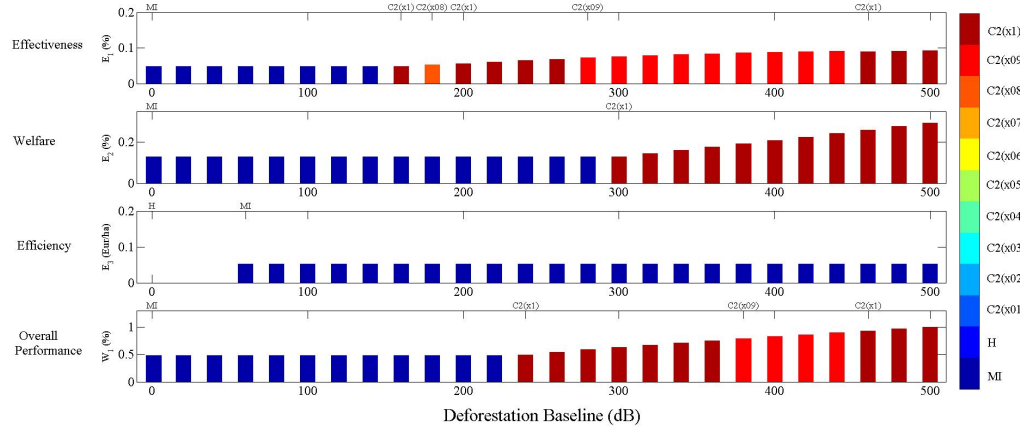 MI C2(x1) C2(x08) C2(x1) C2(x09) C2(x1)
0.2
0.1
0
E1 (%)
Effectiveness
0 100 200 300 400 500
MI C2(x1)
0.2
0
E2 (%)
Welfare
0 100 200 300 400 500
H MI
0.2
0.1
0
E3 (Eur/ha)
Efficiency
0 100 200 300 400 500
MI C2(x1) C2(x09) C2(x1)
1
0.5
0
W1 (%)
Overall
Performance
0 100 200 300 400 500
Deforestation Baseline (dB)
C2(x1)
C2(x09
C2(x08
C2(x07
C2(x06
C2(x05
C2(x04
C2(x03
C2(x02
C2(x01
H
MI